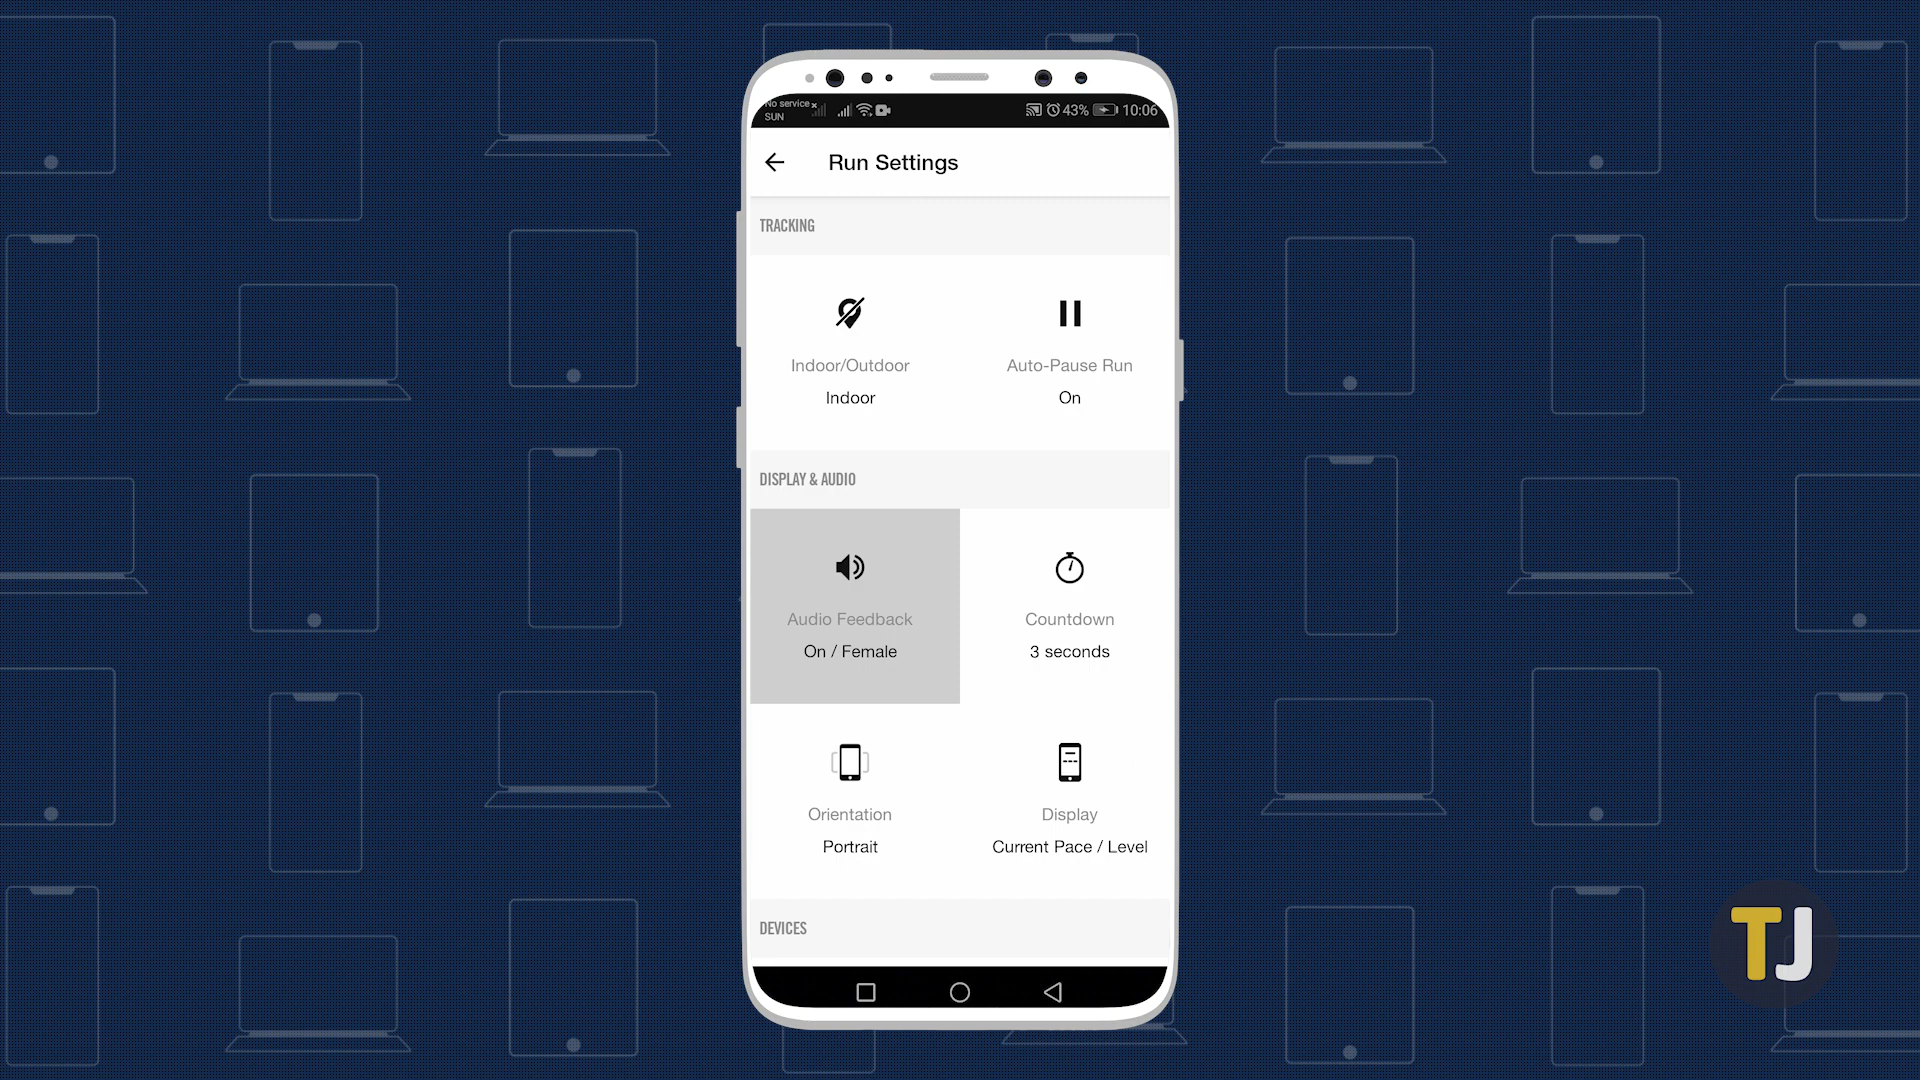 No service
SUN
43% 10:06
Run Settings
TRACKING
Indoor/Outdoor
Indoor
Auto-Pause Run
On
DISPLAY & AUDIO
Audio Feedback
On / Female
Countdown
3 seconds
Orientation
Portrait
Display
Current Pace / Level
DEVICES
TJ